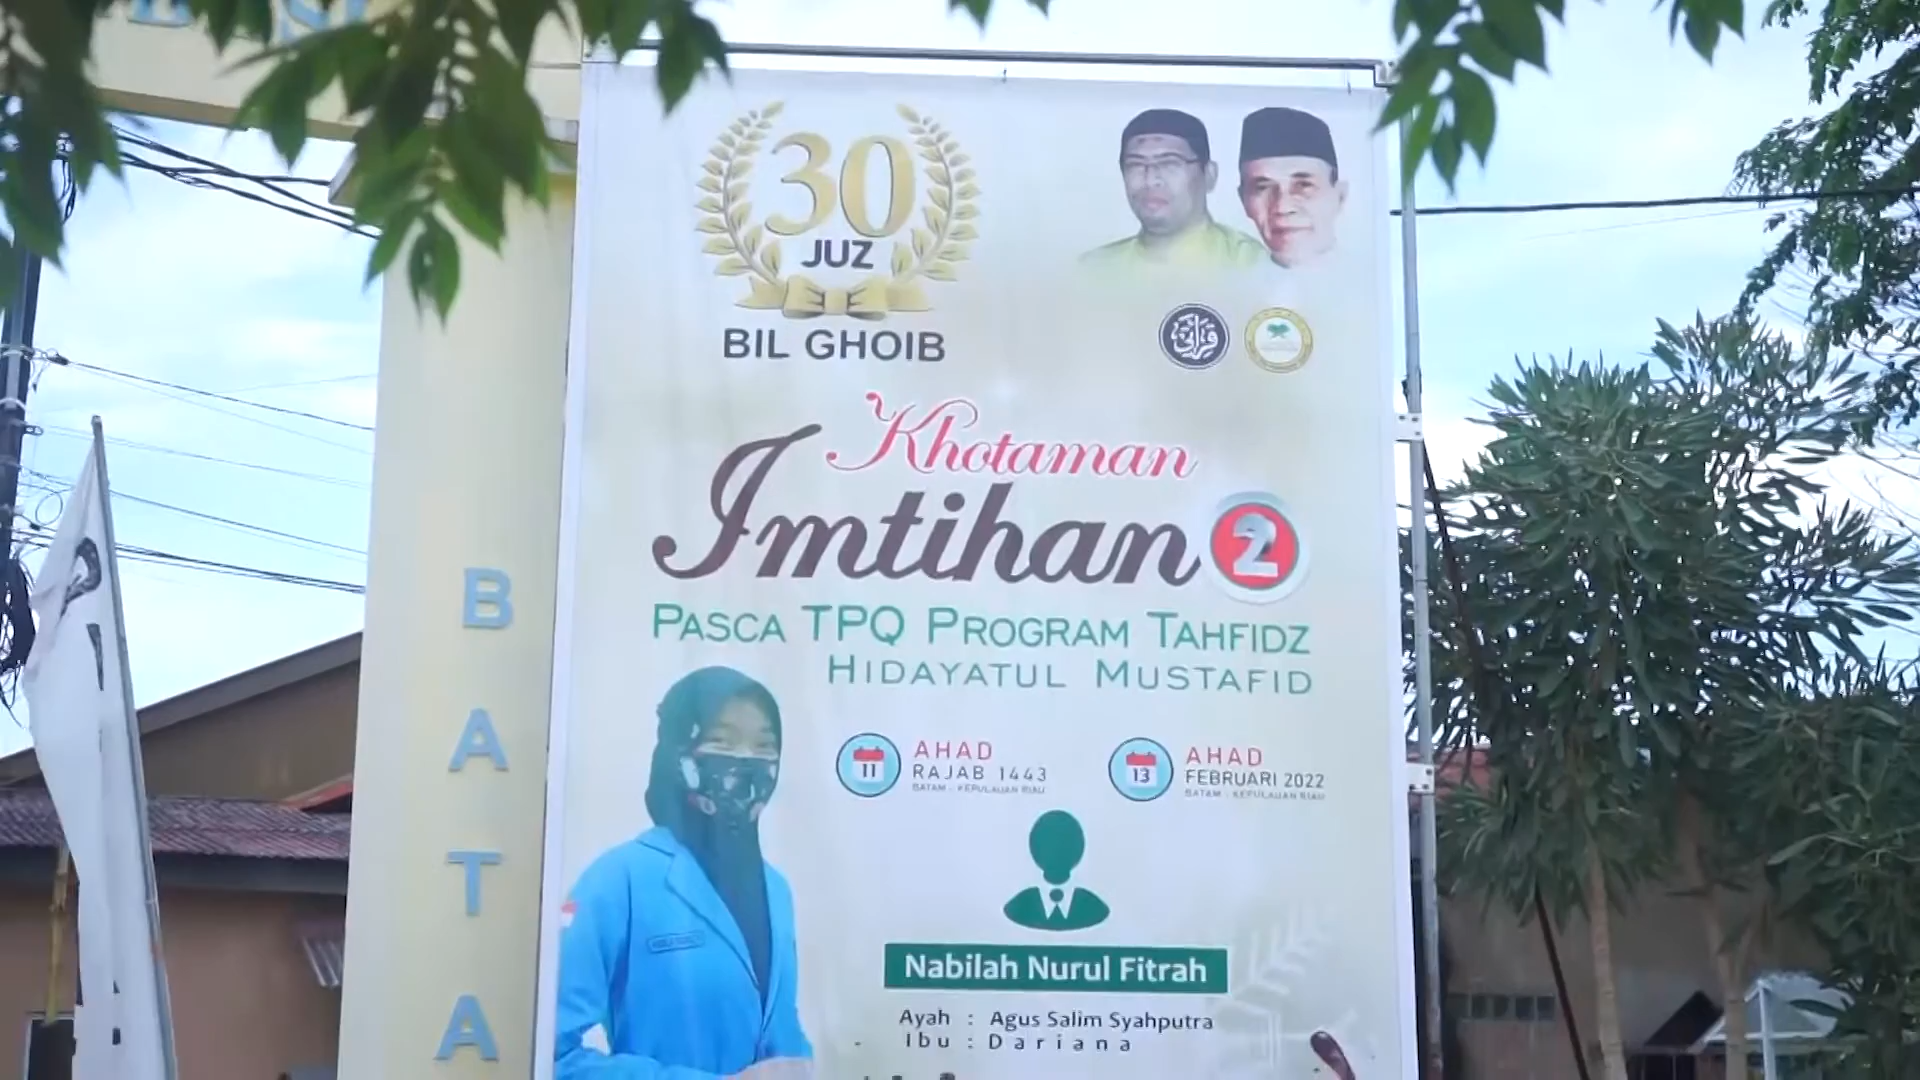 30
JUZ
BIL GHOIB
Khotaman
Imtihan 2
PASCA TPQ PROGRAM TAHFIDZ
HIDAYATUL MUSTAFID
11
AHAD
RAJAB 1443
BATAM - KEPULAUAN RIAU
13
AHAD
FEBRUARI 2022
BATAM - KEPULAUAN RIAU
Nabilah Nurul Fitrah
Ayah : Agus Salim Syahputra
Ibu : Dariana
B
A
T
A